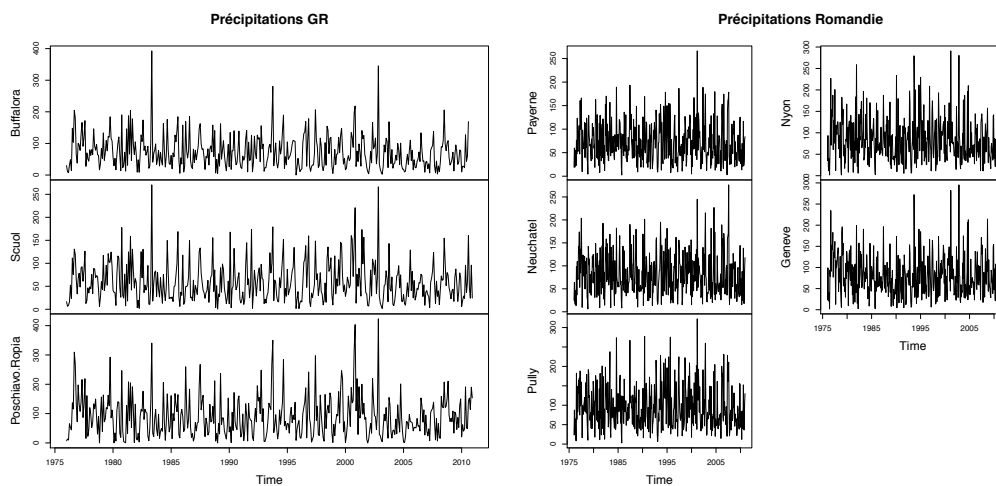 Précipitations GR
Buffalora
0 100 200 300 400
Scuol
0 50 100 150 200 250
Poschiavo.Ropia
0 100 200 300 400
1975 1980 1985 1990 1995 2000 2005 2010
Time
Précipitations Romandie
Payerne
0 50 100 150 200 250
Neuchatel
0 50 100 150 200 250
Pully
0 50 100 150 200 300
1975 1985 1995 2005
Time
Nyon
0 50 100 150 200 250 300
Geneve
0 50 100 150 200 250 300
1975 1985 1995 2005
Time